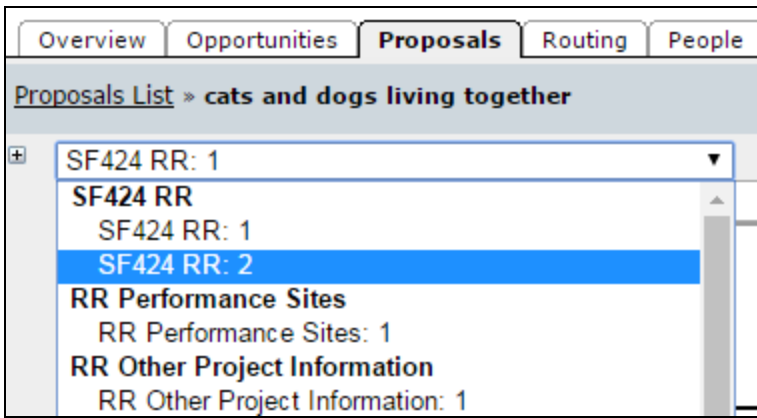 Overview Opportunities Proposals Routing People
Proposals List » cats and dogs living together
SF424 RR: 1
SF424 RR
SF424 RR: 1
SF424 RR: 2
RR Performance Sites
RR Performance Sites: 1
RR Other Project Information
RR Other Project Information: 1